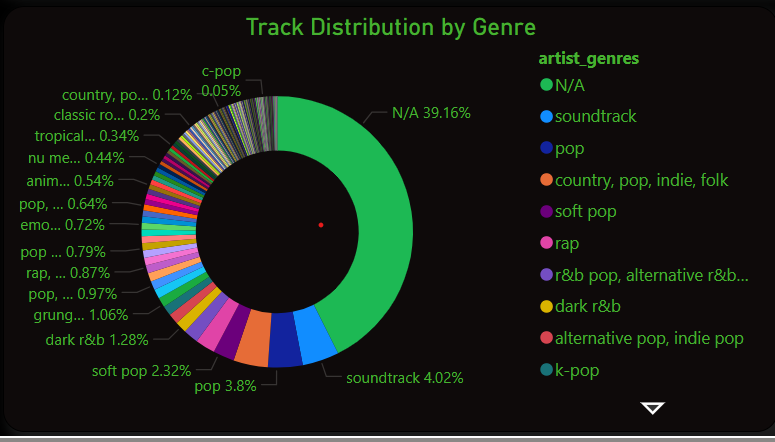 Track Distribution by Genre
c-pop
0.05%
country, po... 0.12%
classic ro... 0.2%
tropical... 0.34%
nu me... 0.44%
anim... 0.54%
pop, ... 0.64%
emo... 0.72%
pop ... 0.79%
rap, ... 0.87%
pop, ... 0.97%
grung... 1.06%
dark r&b 1.28%
soft pop 2.32%
pop 3.8%
soundtrack 4.02%
N/A 39.16%
artist_genres
N/A
soundtrack
pop
country, pop, indie, folk
soft pop
rap
r&b pop, alternative r&b...
dark r&b
alternative pop, indie pop
k-pop